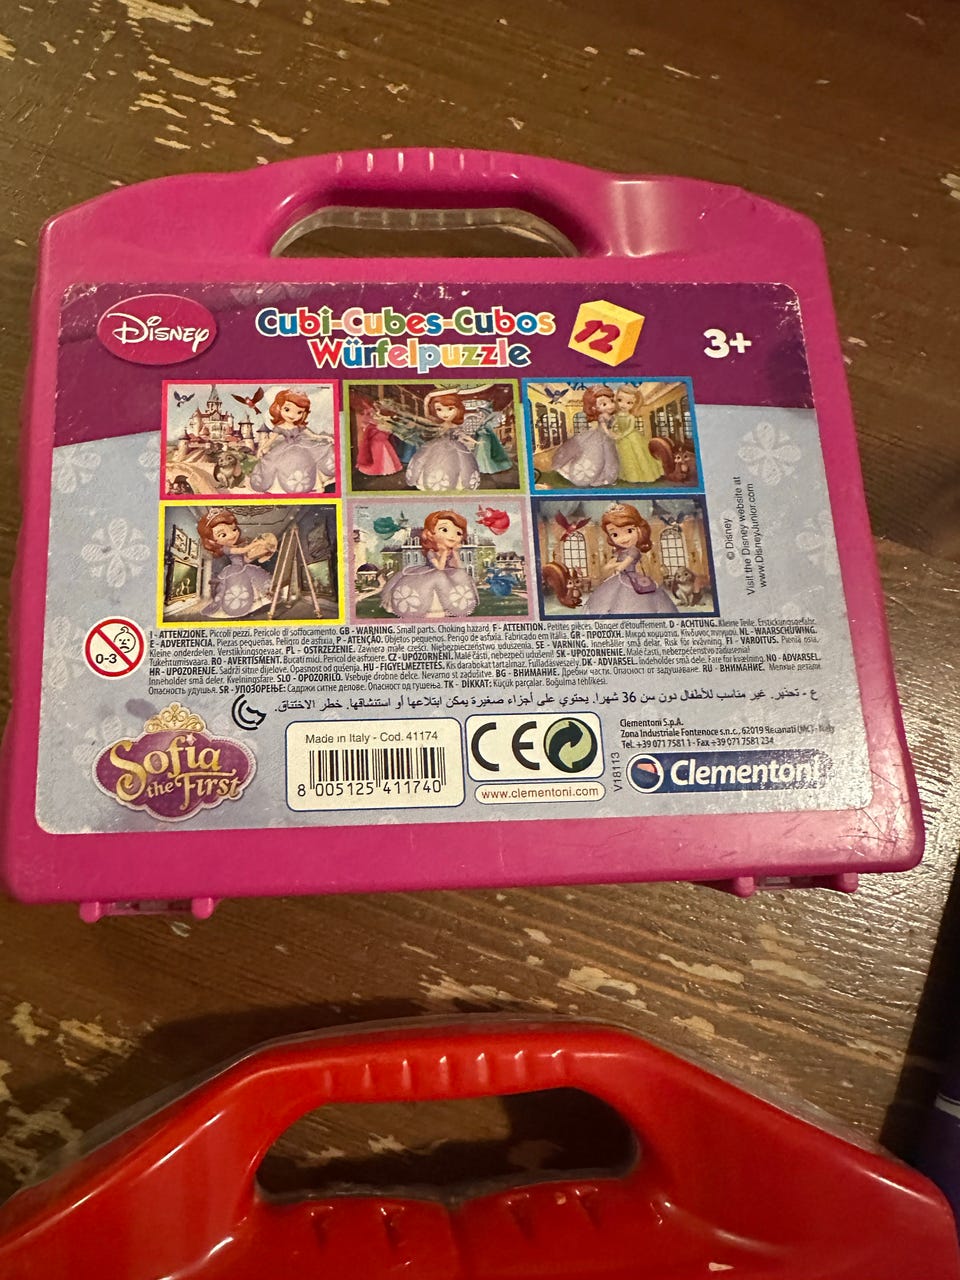 Disney
Cubi-Cubes-Cubos
Würfelpuzzle
12
3+
© Disney
Visit the Disney website at
www.DisneyJunior.com
0-3
I - ATTENZIONE. Piccoli pezzi. Pericolo di soffocamento. GB - WARNING. Small parts. Choking hazard. F - ATTENTION. Petites pièces. Danger d'étouffement. D - ACHTUNG. Kleine Teile. Erstickungsgefahr.
E - ADVERTENCIA. Piezas pequeñas. Peligro de asfixia. P - ATENÇÃO. Objetos pequenos. Perigo de asfixia. Fabricado em Itália. GR - ΠΡΟΣΟΧΗ. Μικρά κομμάτια. Κίνδυνος πνιγμού. NL - WAARSCHUWING.
Kleine onderdelen. Verstikkingsgevaar. PL - OSTRZEŻENIE. Zawiera małe części. Niebezpieczeństwo uduszenia. SE - VARNING. Innehåller små delar. Risk för kvävning. FI - VAROITUS. Pieniä osia.
Tukehtumisvaara. RO - AVERTISMENT. Bucati mici. Pericol de asfixiere. CZ - UPOZORNĚNÍ. Malé části, nebezpečí udušení! SK - UPOZORNENIE. Malé časti, nebezpečenstvo zadusenia!
HR - UPOZORENJE. Sadrži sitne dijelove. Opasnost od gušenja. HU - FIGYELMEZTETÉS. Kis darabokat tartalmaz. Fulladásveszély. DK - ADVARSEL. Indeholder små dele. Fare for kvælning. NO - ADVARSEL.
Inneholder små deler. Kvelningsfare. SLO - OPOZORILO. Vsebuje drobne delce. Nevarno st zadušitve. BG - ВНИМАНИЕ. Дребни части. Опасност от задушаване. RU - ВНИМАНИЕ. Мелкие детали.
Опасность удушья. SR - УПОЗОРЕЊЕ: Садржи ситне делове. Опасност од гушења. TK - DİKKAT: Küçük parçalar. Boğulma tehlikesi.
ع - تحذير. غير مناسب للأطفال دون سن 36 شهرا. يحتوي على أجزاء صغيرة يمكن ابتلاعها أو استنشاقها. خطر الاختناق.
Sofia
the First
Made in Italy - Cod. 41174
8 005125 411740
CE
www.clementoni.com
V18113
Clementoni S.p.A.
Zona Industriale Fontenoce s.n.c., 62019 Recanati (MC) - Italy
Tel. +39 071 7581 1 - Fax +39 071 7581 234
Clementoni